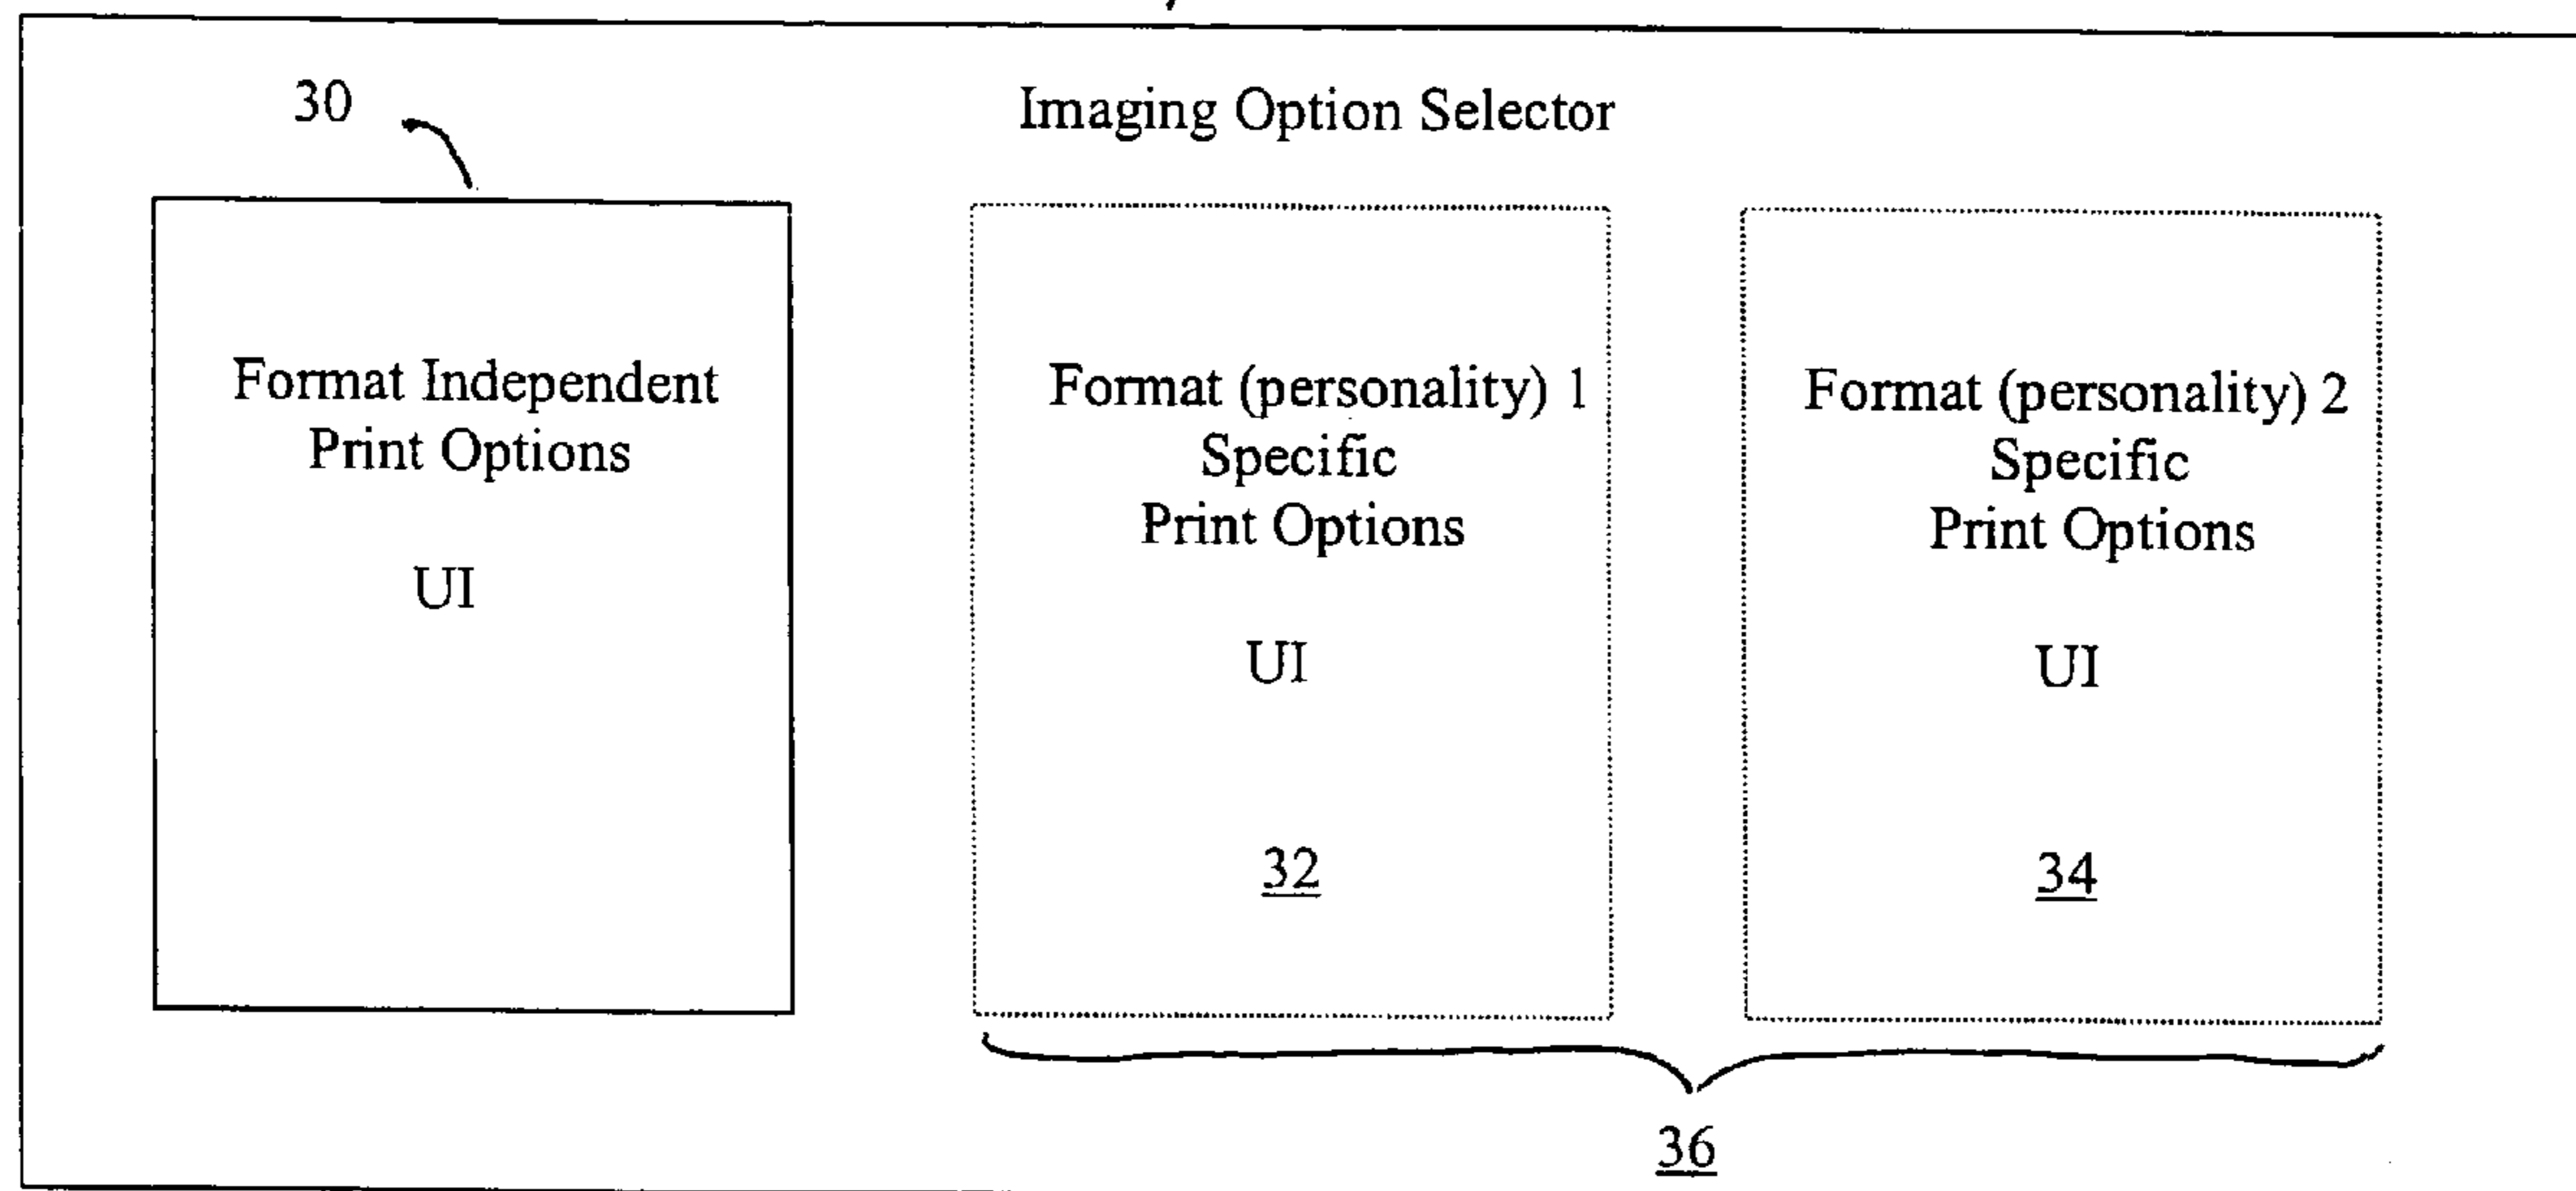 30
Imaging Option Selector
Format Independent
Print Options
UI
Format (personality) 1
Specific
Print Options
UI
32
Format (personality) 2
Specific
Print Options
UI
34
36